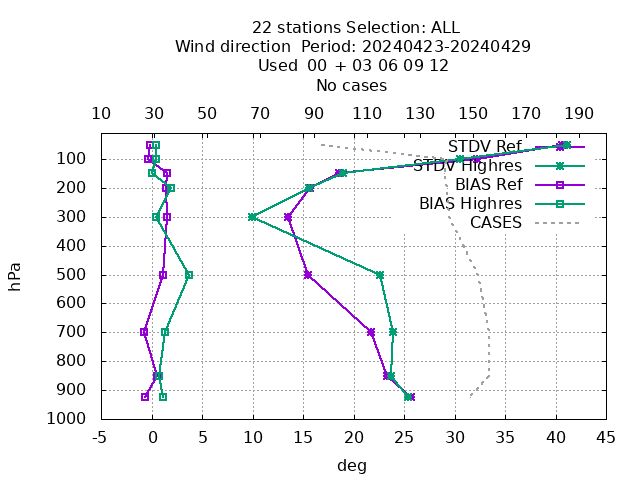 22 stations Selection: ALL
Wind direction  Period: 20240423-20240429
Used  00 + 03 06 09 12
No cases
10 30 50 70 90 110 130 150 170 190
STDV Ref
STDV Highres
BIAS Ref
BIAS Highres
CASES
hPa
100
200
300
400
500
600
700
800
900
1000
-5 0 5 10 15 20 25 30 35 40 45
deg